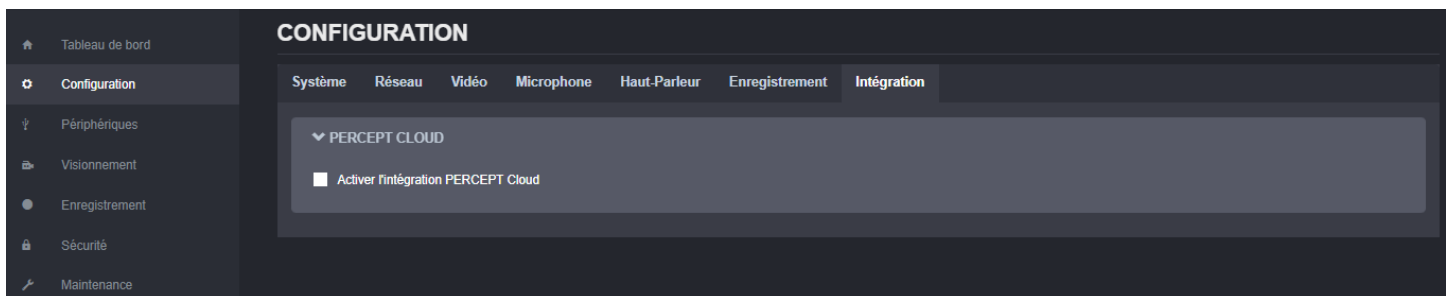 CONFIGURATION
Tableau de bord
Configuration
Périphériques
Visionnement
Enregistrement
Sécurité
Maintenance
Système Réseau Vidéo Microphone Haut-Parleur Enregistrement Intégration
PERCEPT CLOUD
Activer l'intégration PERCEPT Cloud